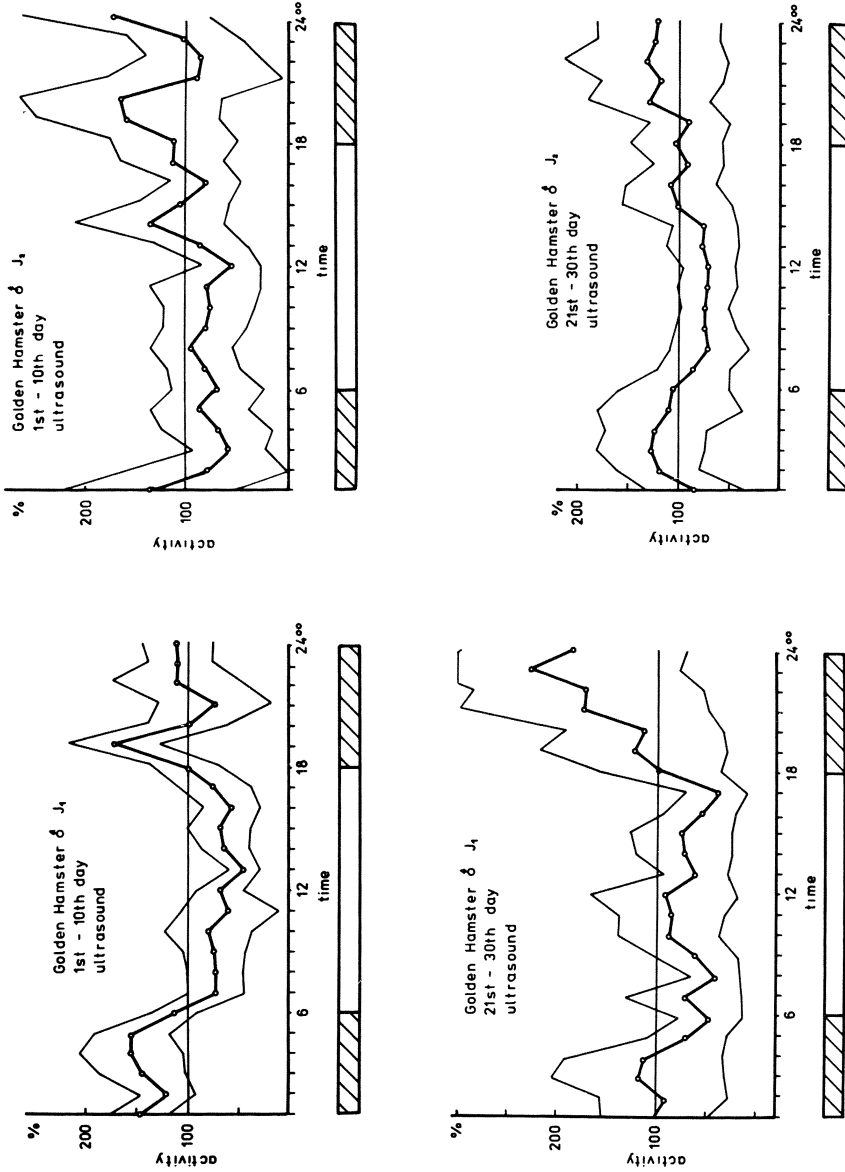 Golden Hamster ♂ J₁
1st - 10th day
ultrasound
%
200
100
activity
6
12
18
24⁰⁰
time
Golden Hamster ♂ J₂
1st - 10th day
ultrasound
%
200
100
activity
6
12
18
24⁰⁰
time
Golden Hamster ♂ J₁
21st - 30th day
ultrasound
%
200
100
activity
6
12
18
24⁰⁰
time
Golden Hamster ♂ J₂
21st - 30th day
ultrasound
%
200
100
activity
6
12
18
24⁰⁰
time